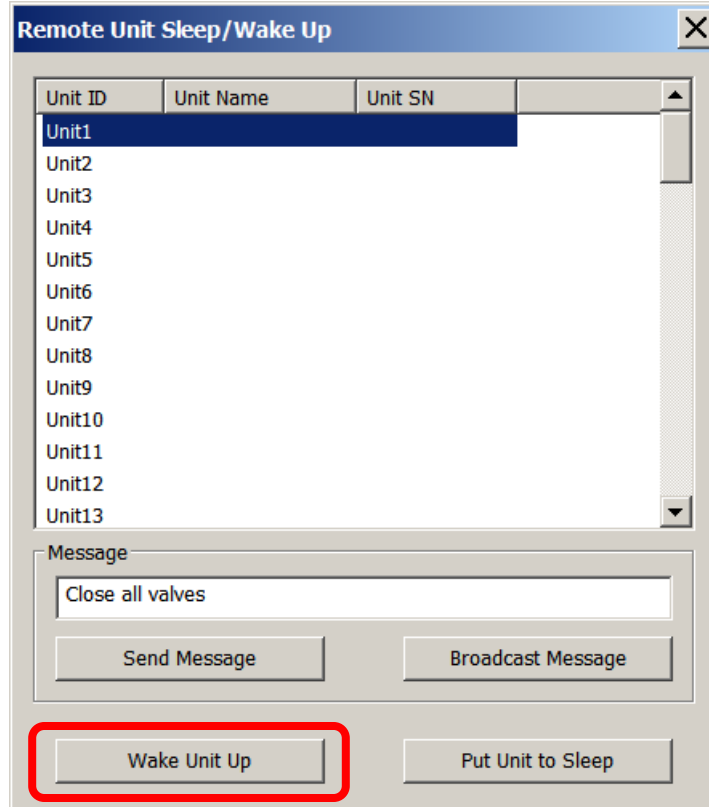 Remote Unit Sleep/Wake Up
Unit ID Unit Name Unit SN
Unit1
Unit2
Unit3
Unit4
Unit5
Unit6
Unit7
Unit8
Unit9
Unit10
Unit11
Unit12
Unit13
Message
Close all valves
Send Message Broadcast Message
Wake Unit Up Put Unit to Sleep